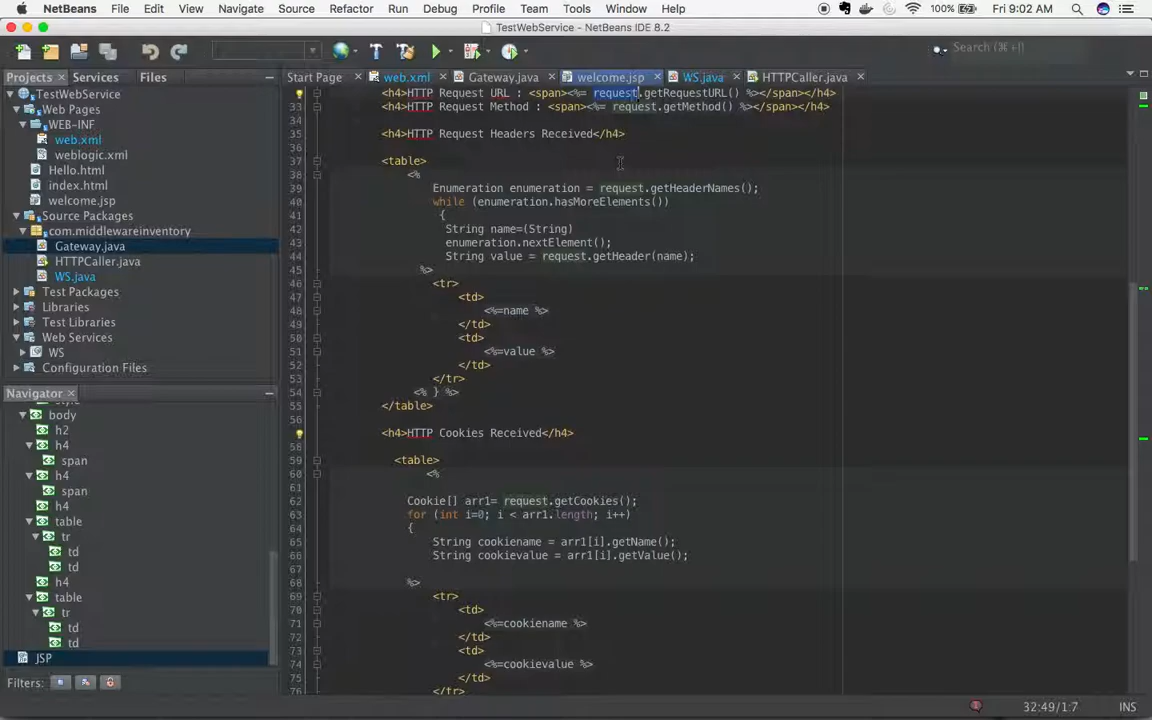 NetBeans File Edit View Navigate Source Refactor Run Debug Profile Team Tools Window Help 100% Fri 9:02 AM
TestWebService - NetBeans IDE 8.2
Search (⌘+I)
Projects Services Files
Start Page web.xml Gateway.java welcome.jsp WS.java HTTPCaller.java
TestWebService
Web Pages
WEB-INF
web.xml
weblogic.xml
Hello.html
index.html
welcome.jsp
Source Packages
com.middlewareinventory
Gateway.java
HTTPCaller.java
WS.java
Test Packages
Libraries
Test Libraries
Web Services
WS
Configuration Files
Navigator
body
h2
h4
span
h4
span
h4
table
tr
td
td
h4
table
tr
td
td
JSP
Filters:
<h4>HTTP Request URL : <span><%= request.getRequestURL() %></span></h4>
33 <h4>HTTP Request Method : <span><%= request.getMethod() %></span></h4>
34
35 <h4>HTTP Request Headers Received</h4>
36
37 <table>
38 <%
39 Enumeration enumeration = request.getHeaderNames();
40 while (enumeration.hasMoreElements())
41 {
42 String name=(String)
43 enumeration.nextElement();
44 String value = request.getHeader(name);
45 %>
46 <tr>
47 <td>
48 <%=name %>
49 </td>
50 <td>
51 <%=value %>
52 </td>
53 </tr>
54 <% } %>
55 </table>
56
<h4>HTTP Cookies Received</h4>
58
59 <table>
60 <%
61
62 Cookie[] arr1= request.getCookies();
63 for (int i=0; i < arr1.length; i++)
64 {
65 String cookiename = arr1[i].getName();
66 String cookievalue = arr1[i].getValue();
67
68 %>
69 <tr>
70 <td>
71 <%=cookiename %>
72 </td>
73 <td>
74 <%=cookievalue %>
75 </td>
76 </tr>
32:49/1:7 INS